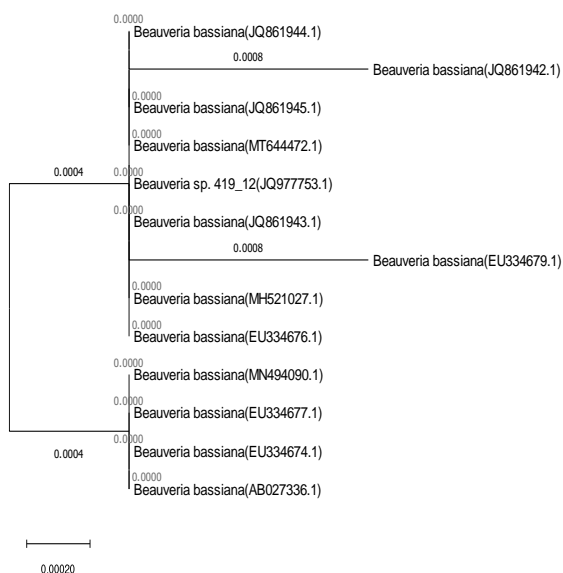 0.0000
Beauveria bassiana(JQ861944.1)
0.0008
Beauveria bassiana(JQ861942.1)
0.0000
Beauveria bassiana(JQ861945.1)
0.0000
Beauveria bassiana(MT644472.1)
0.0004
0.0000
Beauveria sp. 419_12(JQ977753.1)
0.0000
Beauveria bassiana(JQ861943.1)
0.0008
Beauveria bassiana(EU334679.1)
0.0000
Beauveria bassiana(MH521027.1)
0.0000
Beauveria bassiana(EU334676.1)
0.0000
Beauveria bassiana(MN494090.1)
0.0000
Beauveria bassiana(EU334677.1)
0.0000
Beauveria bassiana(EU334674.1)
0.0004
0.0000
Beauveria bassiana(AB027336.1)
0.00020